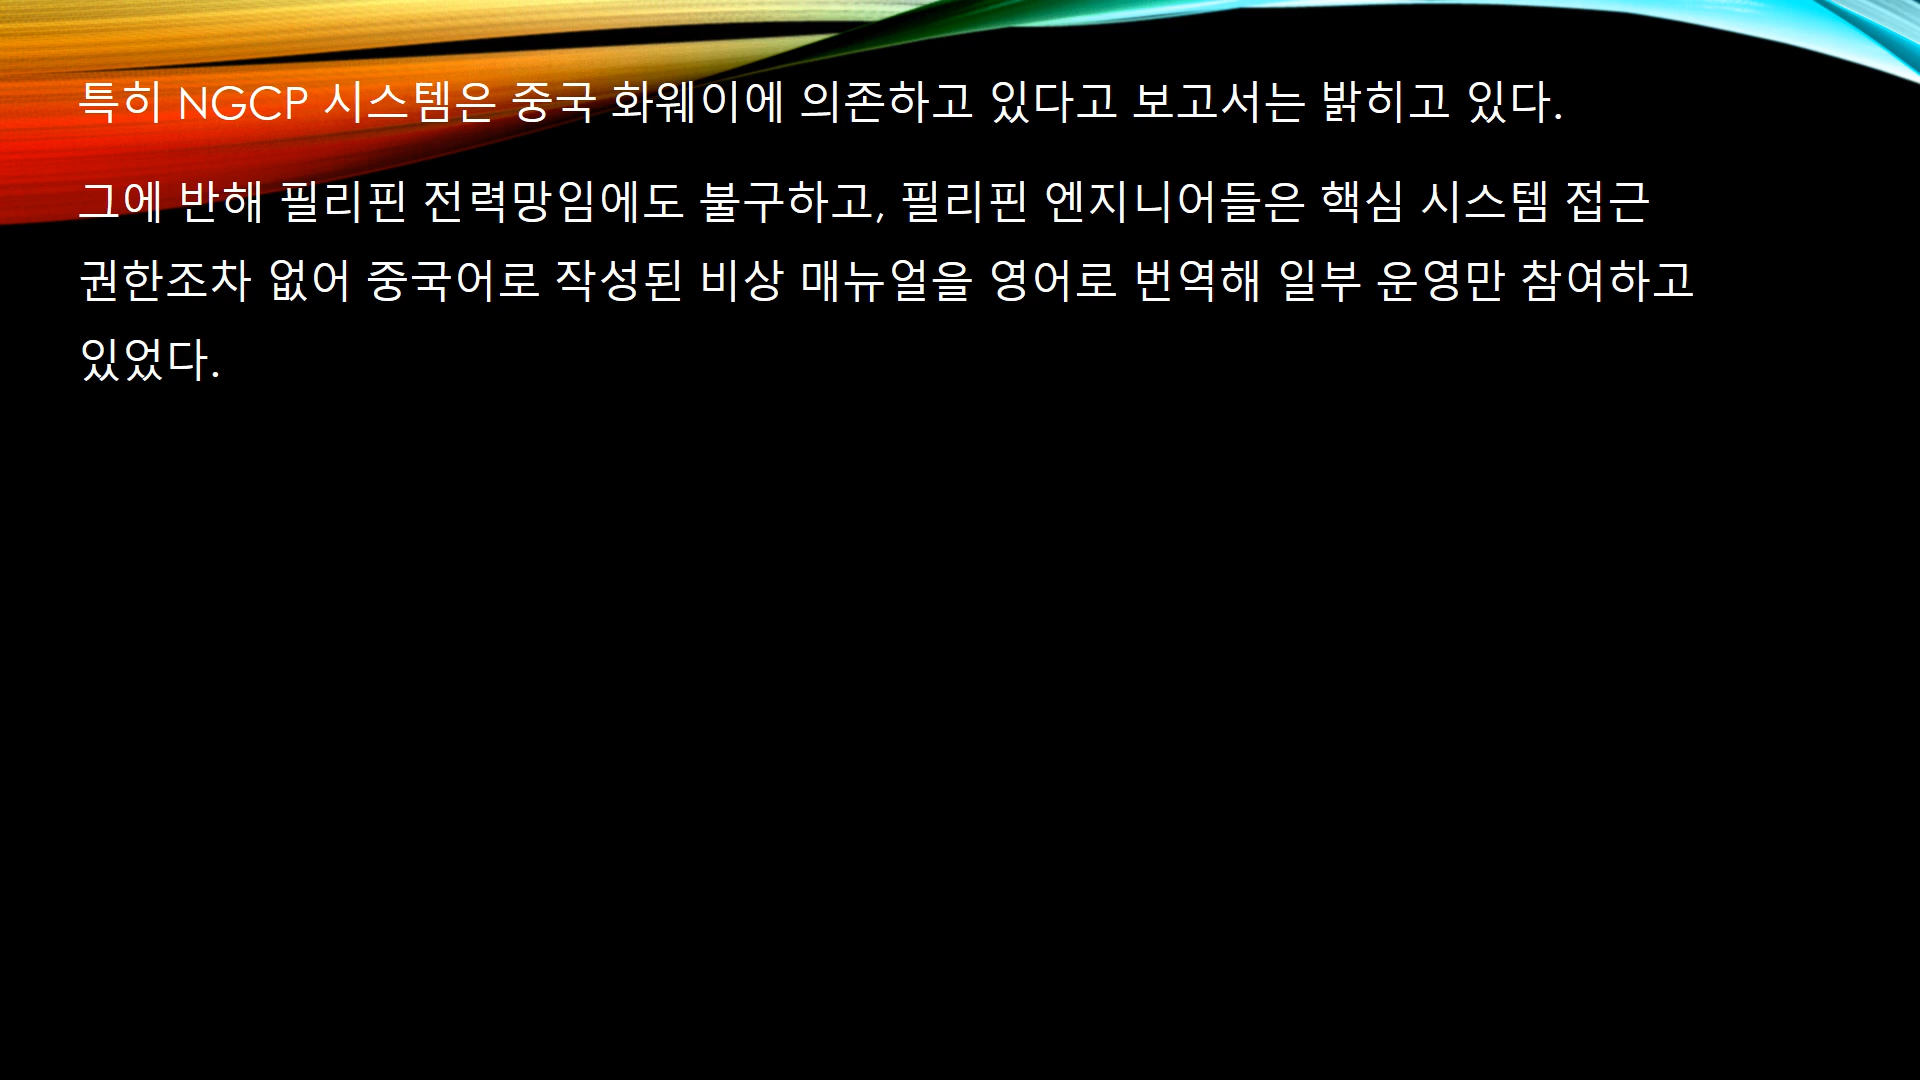 특히 NGCP 시스템은 중국 화웨이에 의존하고 있다고 보고서는 밝히고 있다.
그에 반해 필리핀 전력망임에도 불구하고, 필리핀 엔지니어들은 핵심 시스템 접근
권한조차 없어 중국어로 작성된 비상 매뉴얼을 영어로 번역해 일부 운영만 참여하고
있었다.